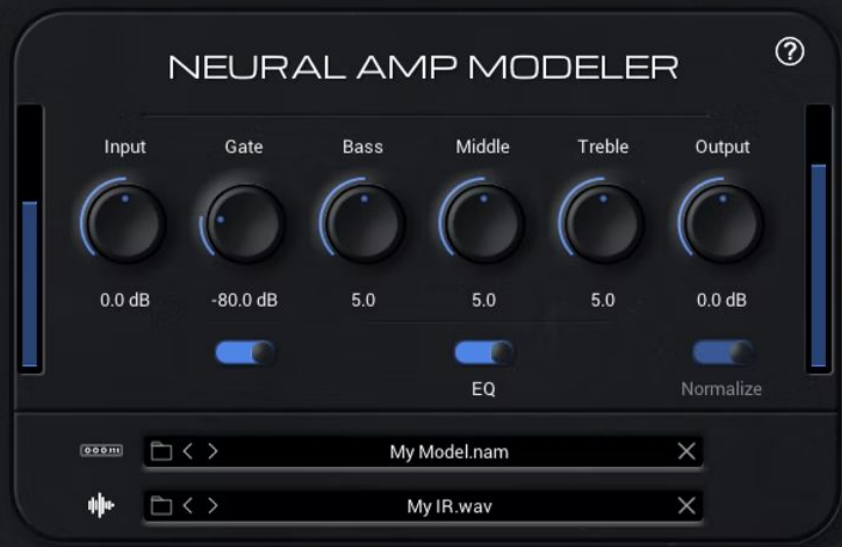 NEURAL AMP MODELER
?
Input Gate Bass Middle Treble Output
0.0 dB -80.0 dB 5.0 5.0 5.0 0.0 dB
EQ Normalize
My Model.nam
My IR.wav